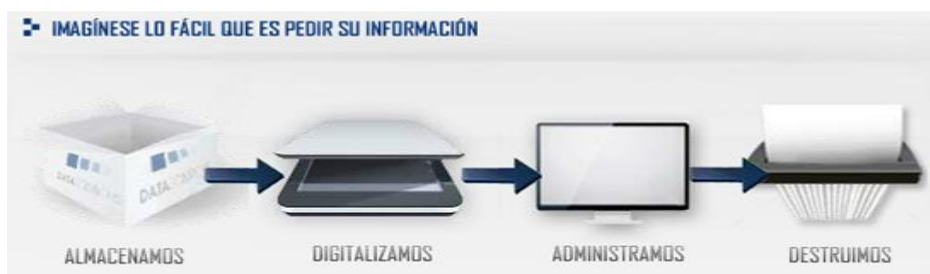 IMAGÍNESE LO FÁCIL QUE ES PEDIR SU INFORMACIÓN
ALMACENAMOS
DIGITALIZAMOS
ADMINISTRAMOS
DESTRUIMOS